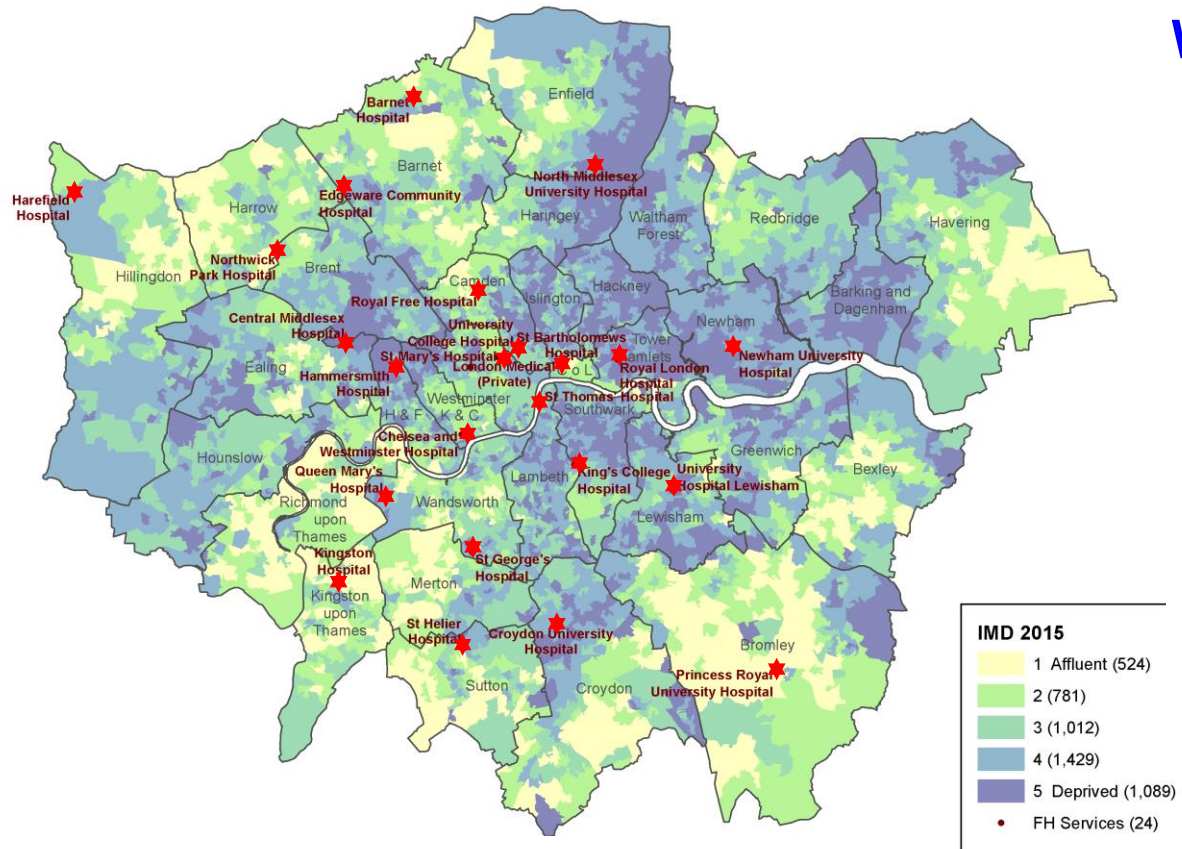 Enfield
Barnet
Hospital
Barnet
North Middlesex
University Hospital
Harefield
Hospital
Edgeware Community
Hospital
Harrow
Haringey
Waltham
Forest
Redbridge
Havering
Northwick
Park Hospital
Hillingdon
Brent
Camden
Royal Free Hospital
Islington
Hackney
Barking and
Dagenham
Central Middlesex
Hospital
University
College Hospital
St Bartholomews
Hospital
Tower
Hamlets
Newham
St Mary's Hospital
London Medical
(Private)
Newham University
Hospital
Royal London
Hospital
Ealing
Hammersmith
Hospital
Westminster
St Thomas' Hospital
Southwark
H & F
K & C
Chelsea and
Westminster Hospital
Hounslow
Greenwich
Bexley
Queen Mary's
Hospital
Wandsworth
Lambeth
King's College
Hospital
University
Hospital Lewisham
Lewisham
Richmond
upon
Thames
Kingston
Hospital
Kingston
upon
Thames
Merton
St George's
Hospital
St Helier
Hospital
Croydon University
Hospital
Sutton
Croydon
Bromley
Princess Royal
University Hospital
IMD 2015
1 Affluent (524)
2 (781)
3 (1,012)
4 (1,429)
5 Deprived (1,089)
FH Services (24)